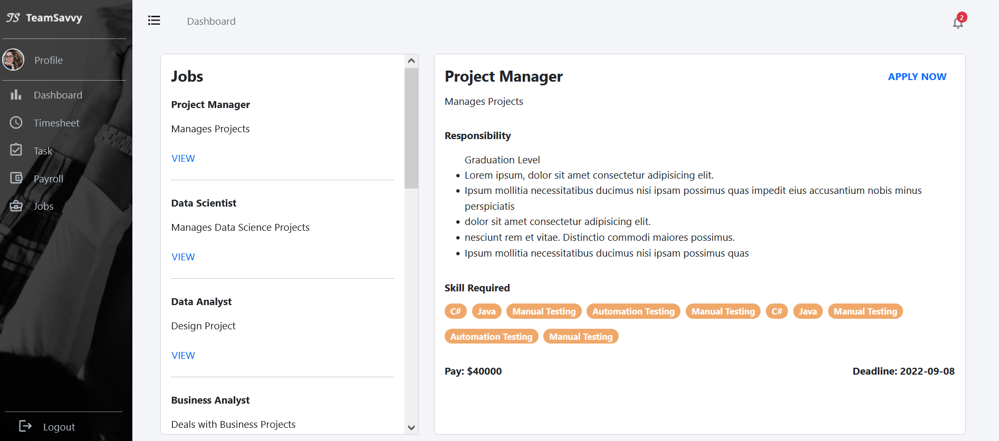 TS TeamSavvy
Profile
Dashboard
Timesheet
Task
Payroll
Jobs
Logout
Dashboard
2
Jobs
Project Manager
Manages Projects
VIEW
Data Scientist
Manages Data Science Projects
VIEW
Data Analyst
Design Project
VIEW
Business Analyst
Deals with Business Projects
Project Manager
APPLY NOW
Manages Projects
Responsibility
Graduation Level
• Lorem ipsum, dolor sit amet consectetur adipisicing elit.
• Ipsum mollitia necessitatibus ducimus nisi ipsam possimus quas impedit eius accusantium nobis minus
perspiciatis
• dolor sit amet consectetur adipisicing elit.
• nesciunt rem et vitae. Distinctio commodi maiores possimus.
• Ipsum mollitia necessitatibus ducimus nisi ipsam possimus quas
Skill Required
C# Java Manual Testing Automation Testing Manual Testing C# Java Manual Testing
Automation Testing Manual Testing
Pay: $40000
Deadline: 2022-09-08